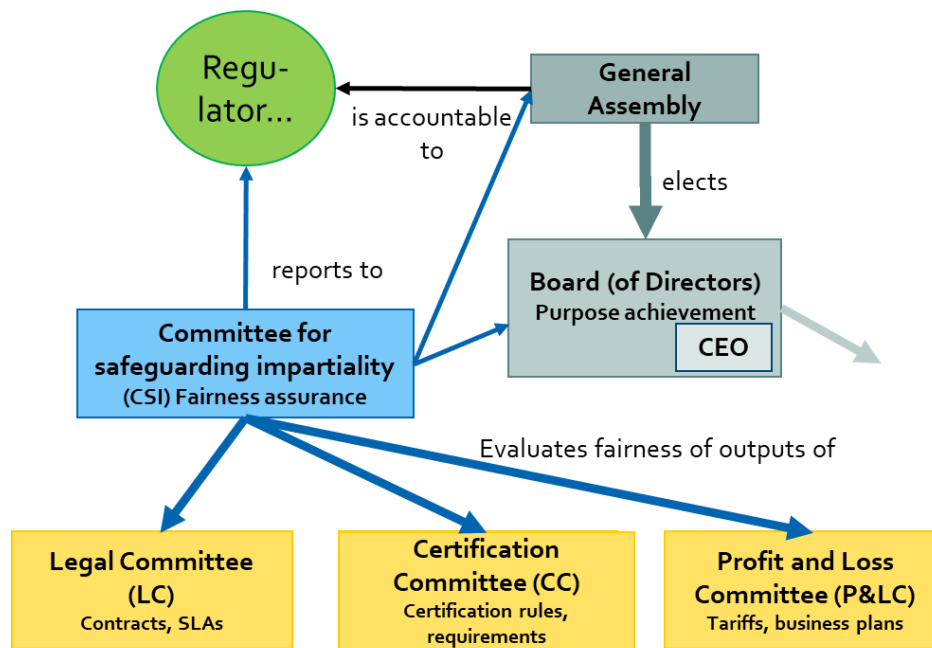 Regu-
lator...
General
Assembly
is accountable
to
elects
reports to
Board (of Directors)
Purpose achievement
CEO
Committee for
safeguarding impartiality
(CSI) Fairness assurance
Evaluates fairness of outputs of
Legal Committee
(LC)
Contracts, SLAs
Certification
Committee (CC)
Certification rules,
requirements
Profit and Loss
Committee (P&LC)
Tariffs, business plans